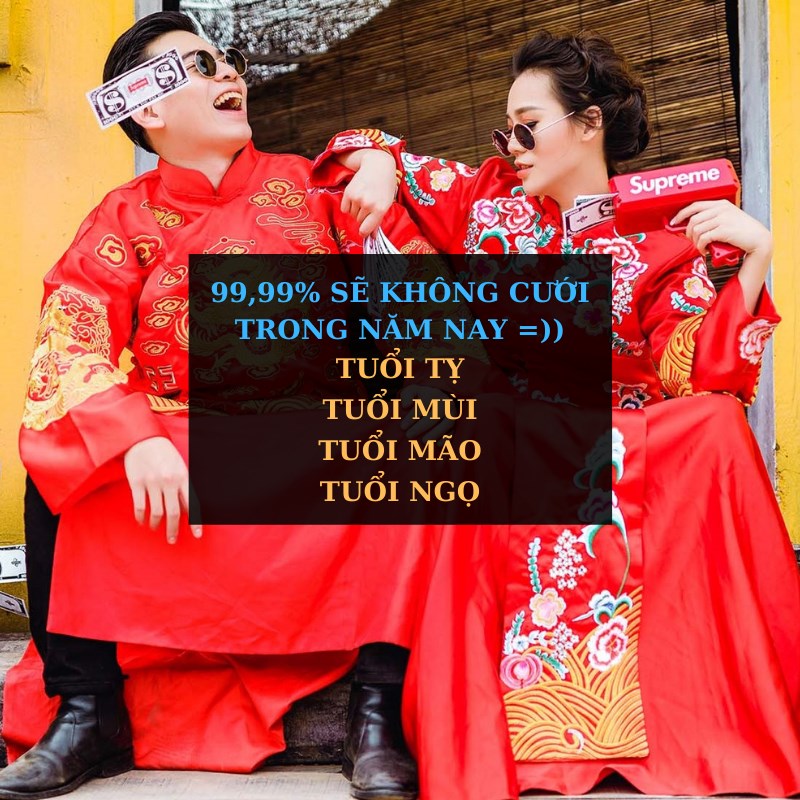 Supreme
99,99% SẼ KHÔNG CƯỚI
TRONG NĂM NAY =))
TUỔI TỴ
TUỔI MÙI
TUỔI MÃO
TUỔI NGỌ